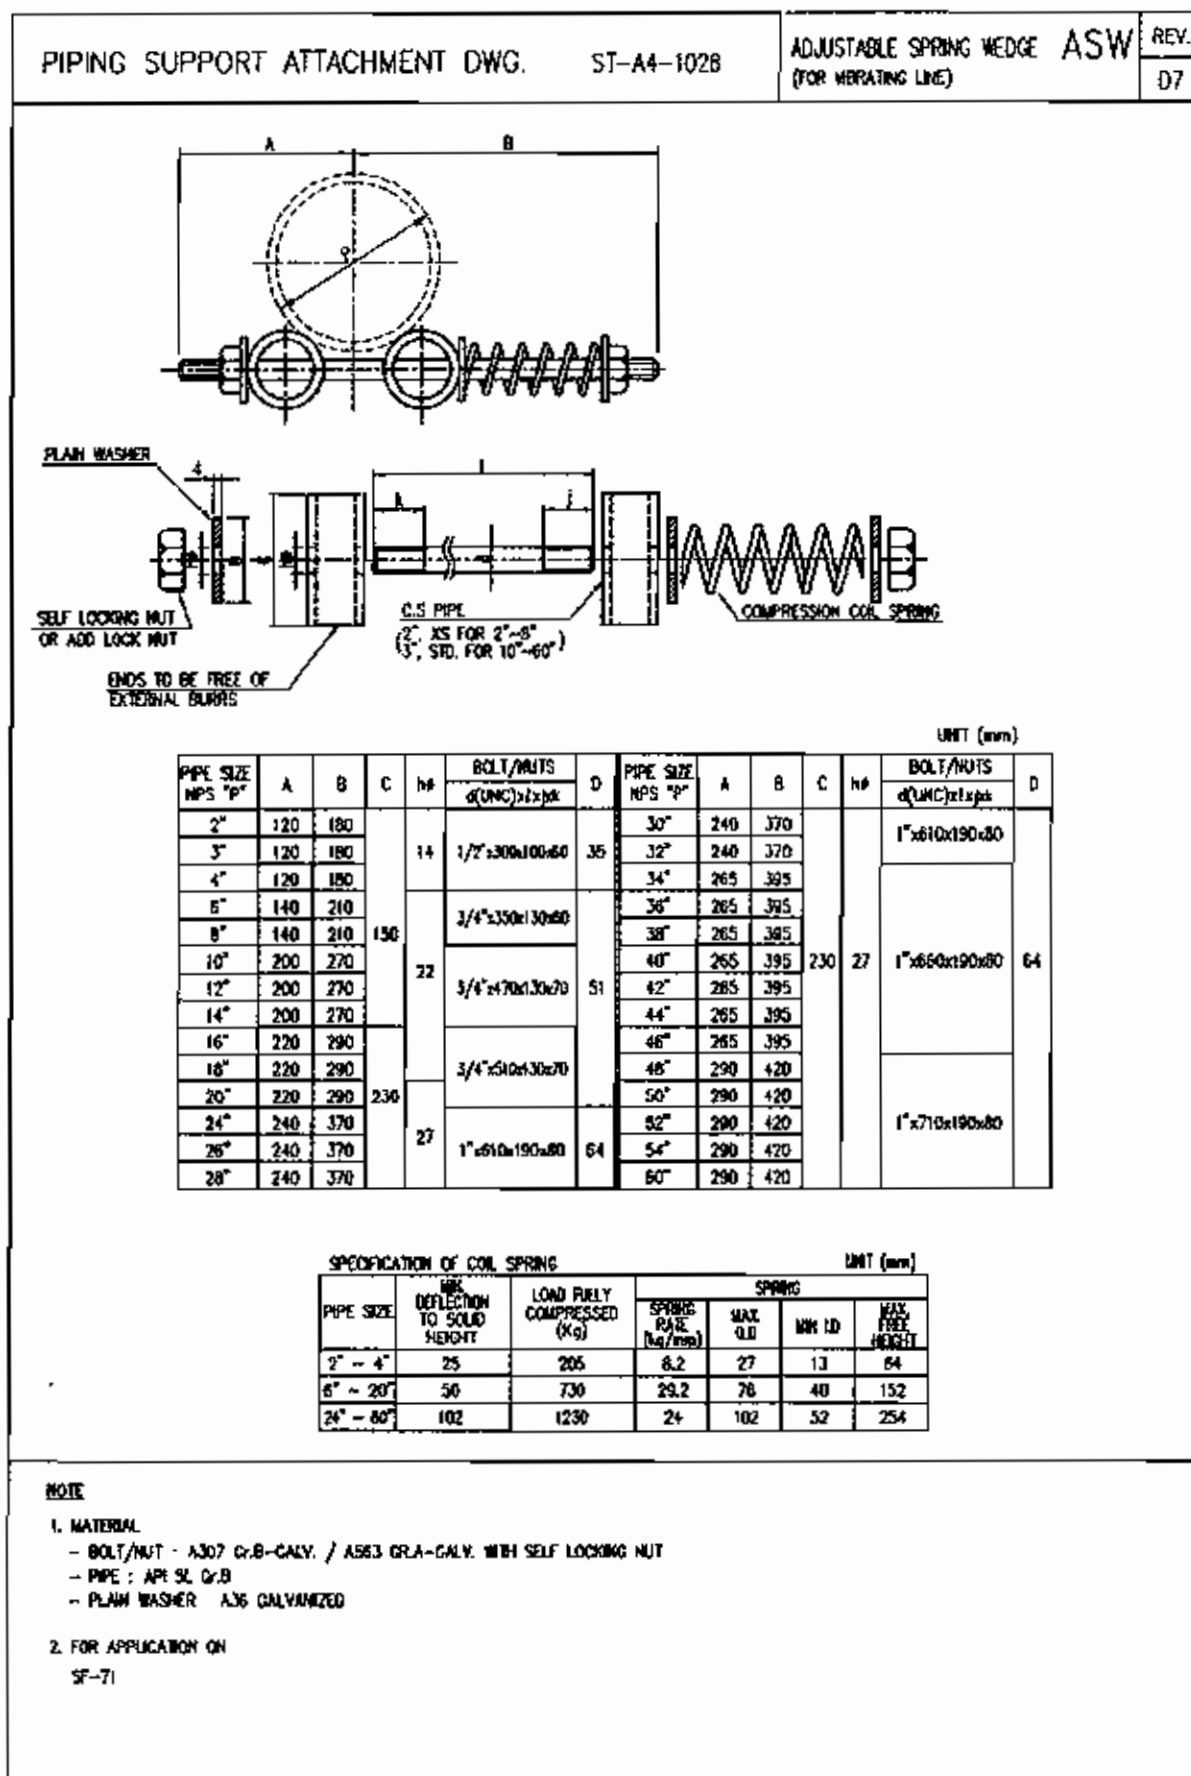 PIPING SUPPORT ATTACHMENT DWG. ST-A4-1028
ADJUSTABLE SPRING WEDGE ASW
(FOR VIBRATING LINE)
REV.
07
A B
P
PLAIN WASHER
4
SELF LOCKING NUT
OR ADD LOCK NUT
ENDS TO BE FREE OF
EXTERNAL BURRS
C.S PIPE
(2", XS FOR 2"~8"
3", STD. FOR 10"~60")
COMPRESSION COIL SPRING
UNIT (mm)
PIPE SIZE NPS "P" A B C hø BOLT/NUTS d(UNC)xlxjxk D
2" 120 180
3" 120 180 14 1/2"x300x100x60 35
4" 120 180
6" 140 210 3/4"x350x130x60
8" 140 210 150
10" 200 270 22
12" 200 270 3/4"x470x130x70 51
14" 200 270
16" 220 290
18" 220 290 3/4"x510x130x70
20" 220 290 230
24" 240 370 27
26" 240 370 1"x610x190x80 64
28" 240 370
PIPE SIZE NPS "P" A B C hø BOLT/NUTS d(UNC)xlxjxk D
30" 240 370 1"x610x190x80
32" 240 370
34" 265 395
36" 265 395
38" 265 395
40" 265 395 230 27 1"x660x190x80 64
42" 265 395
44" 265 395
46" 265 395
48" 290 420
50" 290 420
52" 290 420 1"x710x190x80
54" 290 420
60" 290 420
SPECIFICATION OF COIL SPRING UNIT (mm)
PIPE SIZE
DEFLECTION TO SOLID HEIGHT
LOAD FULLY COMPRESSED (Kg)
SPRING
SPRING RATE (kg/mm) MAX. O.D MIN I.D MAX. FREE HEIGHT
2" ~ 4" 25 205 8.2 27 13 64
6" ~ 20" 50 730 29.2 76 40 152
24" ~ 60" 102 1230 24 102 52 254
NOTE
1. MATERIAL
- BOLT/NUT : A307 Gr.B-GALV. / A563 GR.A-GALV. WITH SELF LOCKING NUT
- PIPE : API 5L Gr.B
- PLAIN WASHER A36 GALVANIZED
2. FOR APPLICATION ON
SF-71